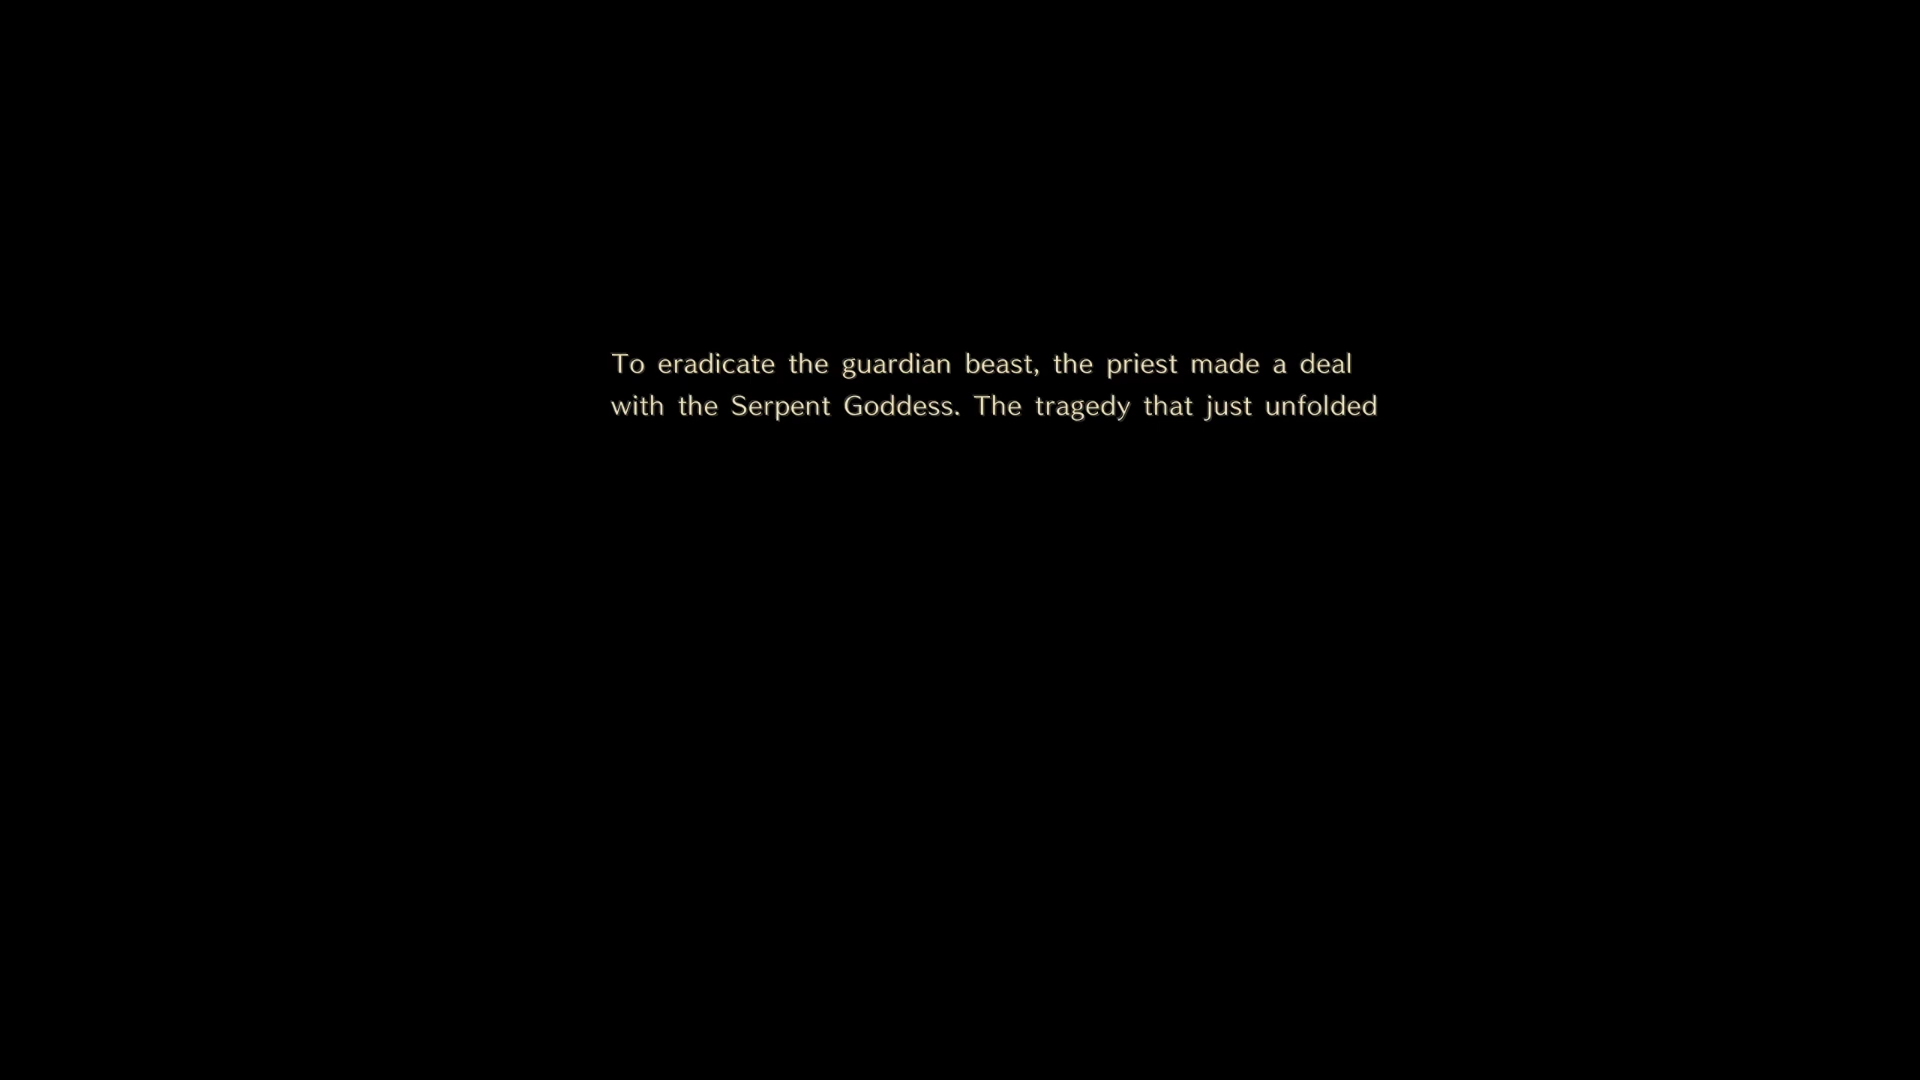 To eradicate the guardian beast, the priest made a deal
with the Serpent Goddess. The tragedy that just unfolded